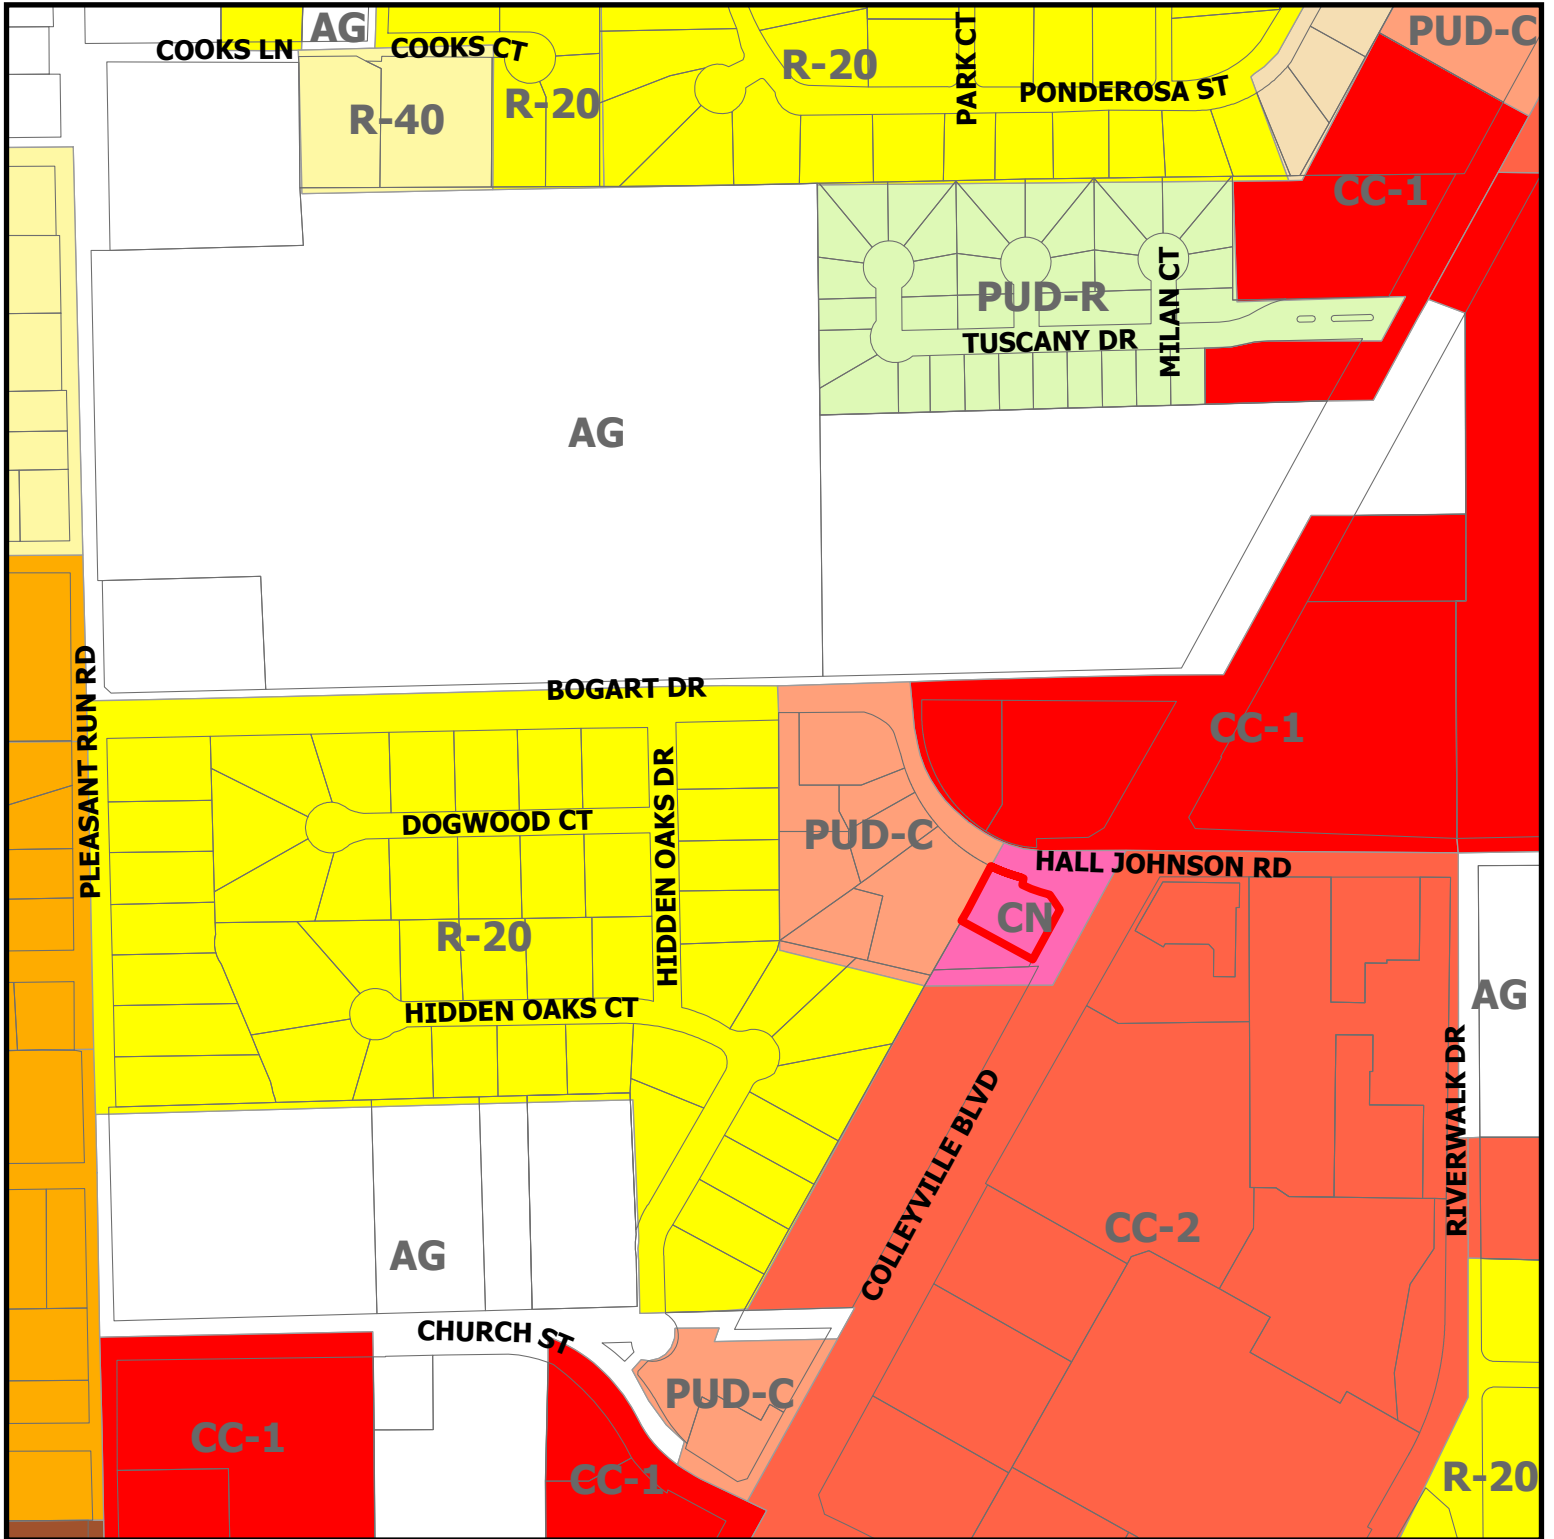 AG
PUD-C
COOKS LN
COOKS CT
R-20
PARK CT
PONDEROSA ST
R-40
R-20
CC-1
PUD-R
MILAN CT
TUSCANY DR
AG
BOGART DR
PLEASANT RUN RD
CC-1
HIDDEN OAKS DR
DOGWOOD CT
PUD-C
HALL JOHNSON RD
CN
R-20
AG
HIDDEN OAKS CT
RIVERWALK DR
COLLEYVILLE BLVD
CC-2
AG
CHURCH ST
PUD-C
CC-1
CC-1
R-20